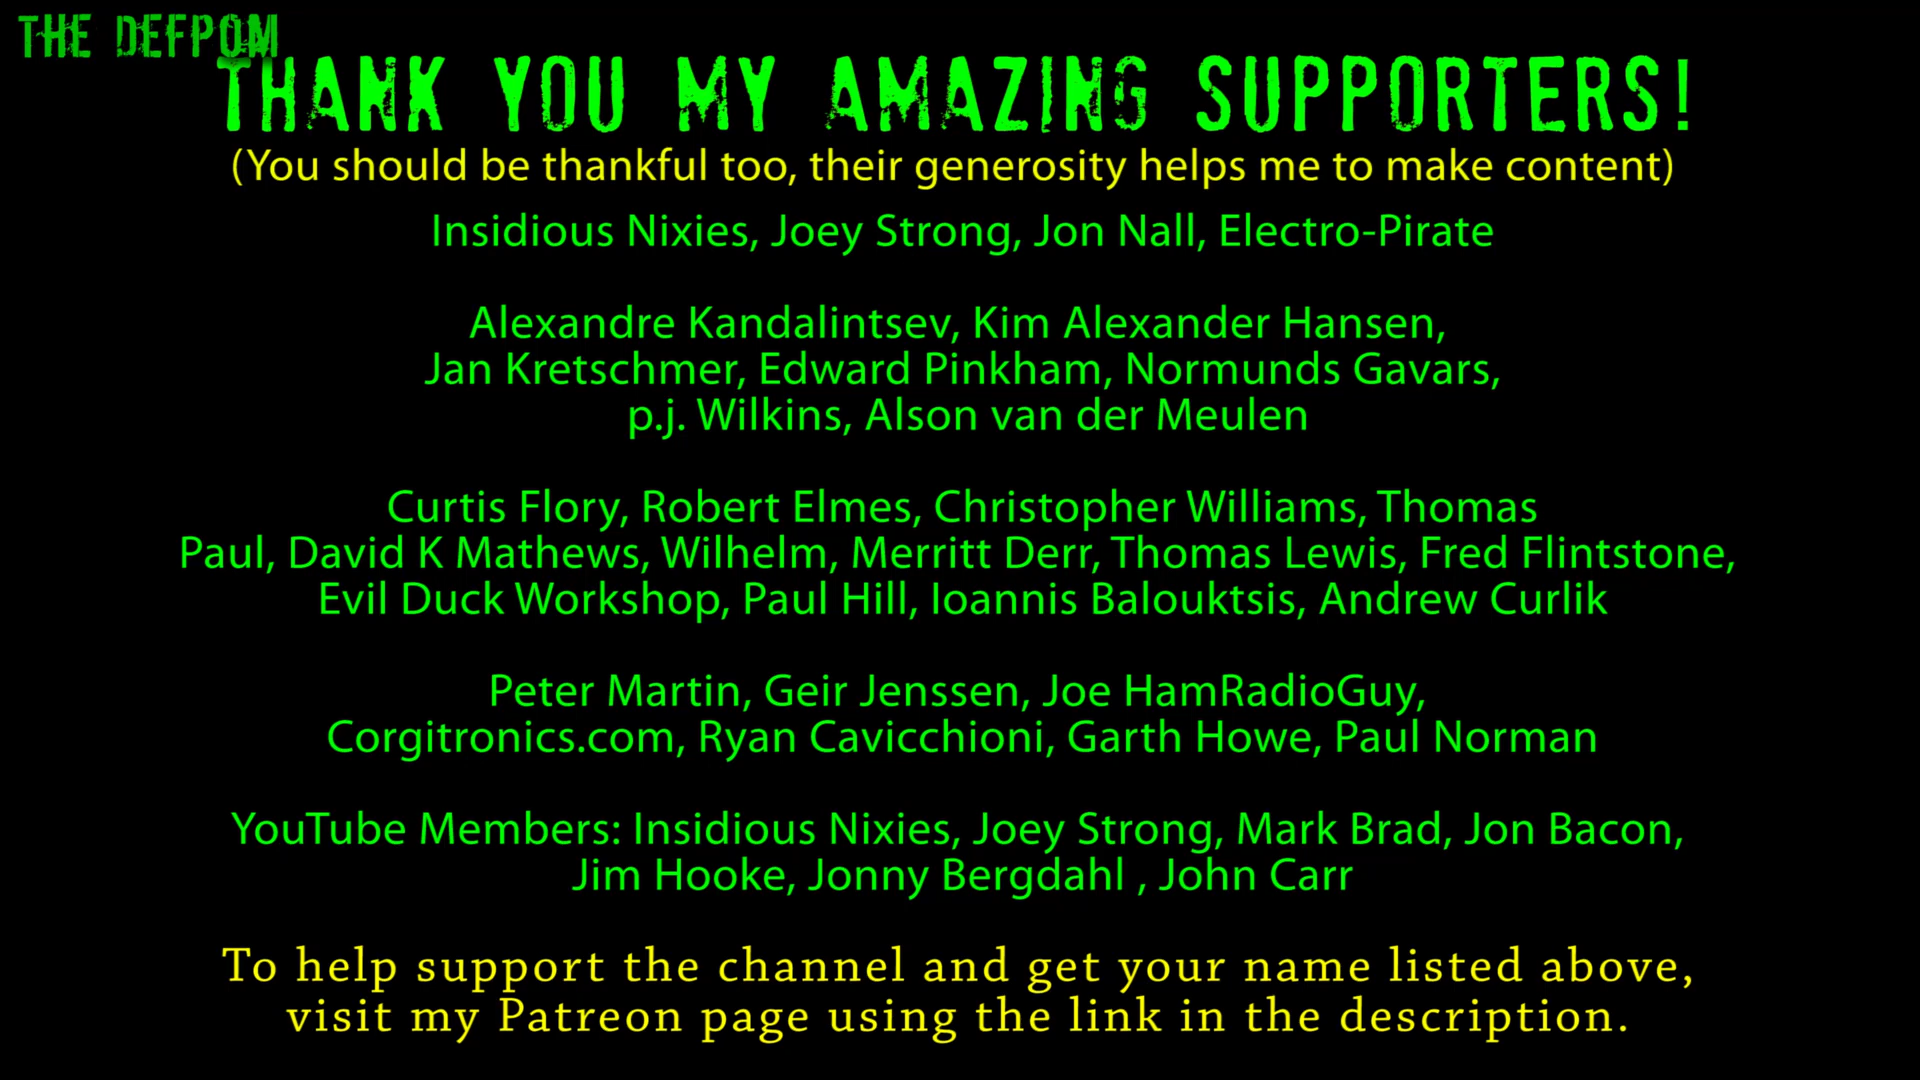 THE DEFPOM
THANK YOU MY AMAZING SUPPORTERS!
(You should be thankful too, their generosity helps me to make content)
Insidious Nixies, Joey Strong, Jon Nall, Electro-Pirate
Alexandre Kandalintsev, Kim Alexander Hansen,
Jan Kretschmer, Edward Pinkham, Normunds Gavars,
p.j. Wilkins, Alson van der Meulen
Curtis Flory, Robert Elmes, Christopher Williams, Thomas
Paul, David K Mathews, Wilhelm, Merritt Derr, Thomas Lewis, Fred Flintstone,
Evil Duck Workshop, Paul Hill, Ioannis Balouktsis, Andrew Curlik
Peter Martin, Geir Jenssen, Joe HamRadioGuy,
Corgitronics.com, Ryan Cavicchioni, Garth Howe, Paul Norman
YouTube Members: Insidious Nixies, Joey Strong, Mark Brad, Jon Bacon,
Jim Hooke, Jonny Bergdahl , John Carr
To help support the channel and get your name listed above,
visit my Patreon page using the link in the description.